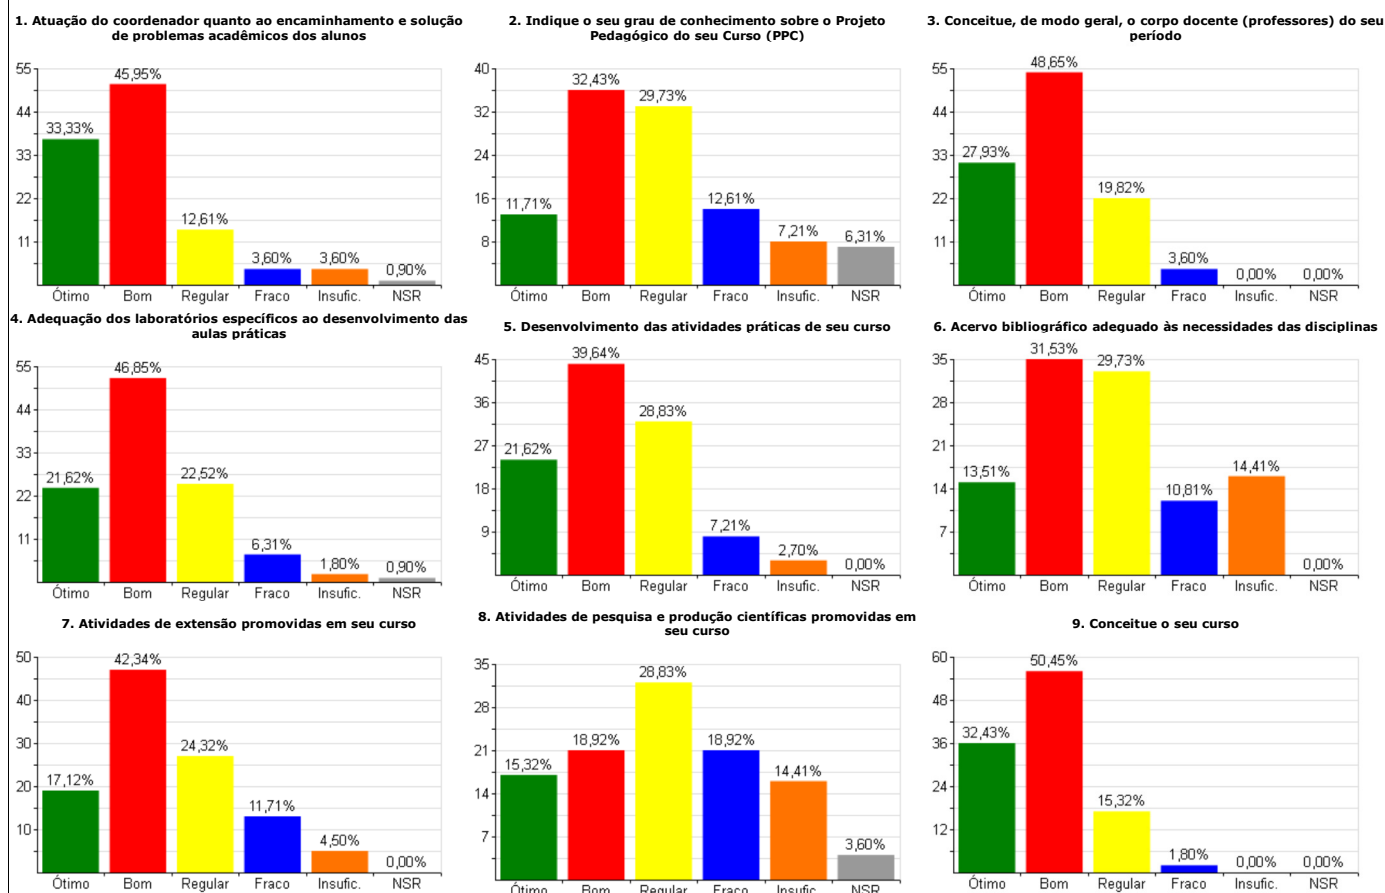 1. Atuação do coordenador quanto ao encaminhamento e solução
de problemas acadêmicos dos alunos
55
44
33
22
11
33,33%
45,95%
12,61%
3,60%
3,60%
0,90%
Ótimo
Bom
Regular
Fraco
Insufic.
NSR
2. Indique o seu grau de conhecimento sobre o Projeto
Pedagógico do seu Curso (PPC)
40
32
24
16
8
11,71%
32,43%
29,73%
12,61%
7,21%
6,31%
Ótimo
Bom
Regular
Fraco
Insufic.
NSR
3. Conceitue, de modo geral, o corpo docente (professores) do seu
período
55
44
33
22
11
27,93%
48,65%
19,82%
3,60%
0,00%
0,00%
Ótimo
Bom
Regular
Fraco
Insufic.
NSR
4. Adequação dos laboratórios específicos ao desenvolvimento das
aulas práticas
55
44
33
22
11
21,62%
46,85%
22,52%
6,31%
1,80%
0,90%
Ótimo
Bom
Regular
Fraco
Insufic.
NSR
5. Desenvolvimento das atividades práticas de seu curso
45
36
27
18
9
21,62%
39,64%
28,83%
7,21%
2,70%
0,00%
Ótimo
Bom
Regular
Fraco
Insufic.
NSR
6. Acervo bibliográfico adequado às necessidades das disciplinas
35
28
21
14
7
13,51%
31,53%
29,73%
10,81%
14,41%
0,00%
Ótimo
Bom
Regular
Fraco
Insufic.
NSR
7. Atividades de extensão promovidas em seu curso
50
40
30
20
10
17,12%
42,34%
24,32%
11,71%
4,50%
0,00%
Ótimo
Bom
Regular
Fraco
Insufic.
NSR
8. Atividades de pesquisa e produção científicas promovidas em
seu curso
35
28
21
14
7
15,32%
18,92%
28,83%
18,92%
14,41%
3,60%
Ótimo
Bom
Regular
Fraco
Insufic.
NSR
9. Conceitue o seu curso
60
48
36
24
12
32,43%
50,45%
15,32%
1,80%
0,00%
0,00%
Ótimo
Bom
Regular
Fraco
Insufic.
NSR